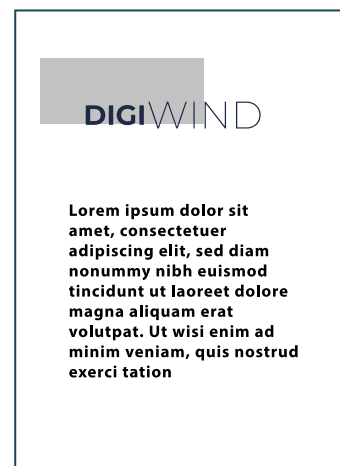 DIGIWIND
Lorem ipsum dolor sit
amet, consectetuer
adipiscing elit, sed diam
nonummy nibh euismod
tincidunt ut laoreet dolore
magna aliquam erat
volutpat. Ut wisi enim ad
minim veniam, quis nostrud
exerci tation